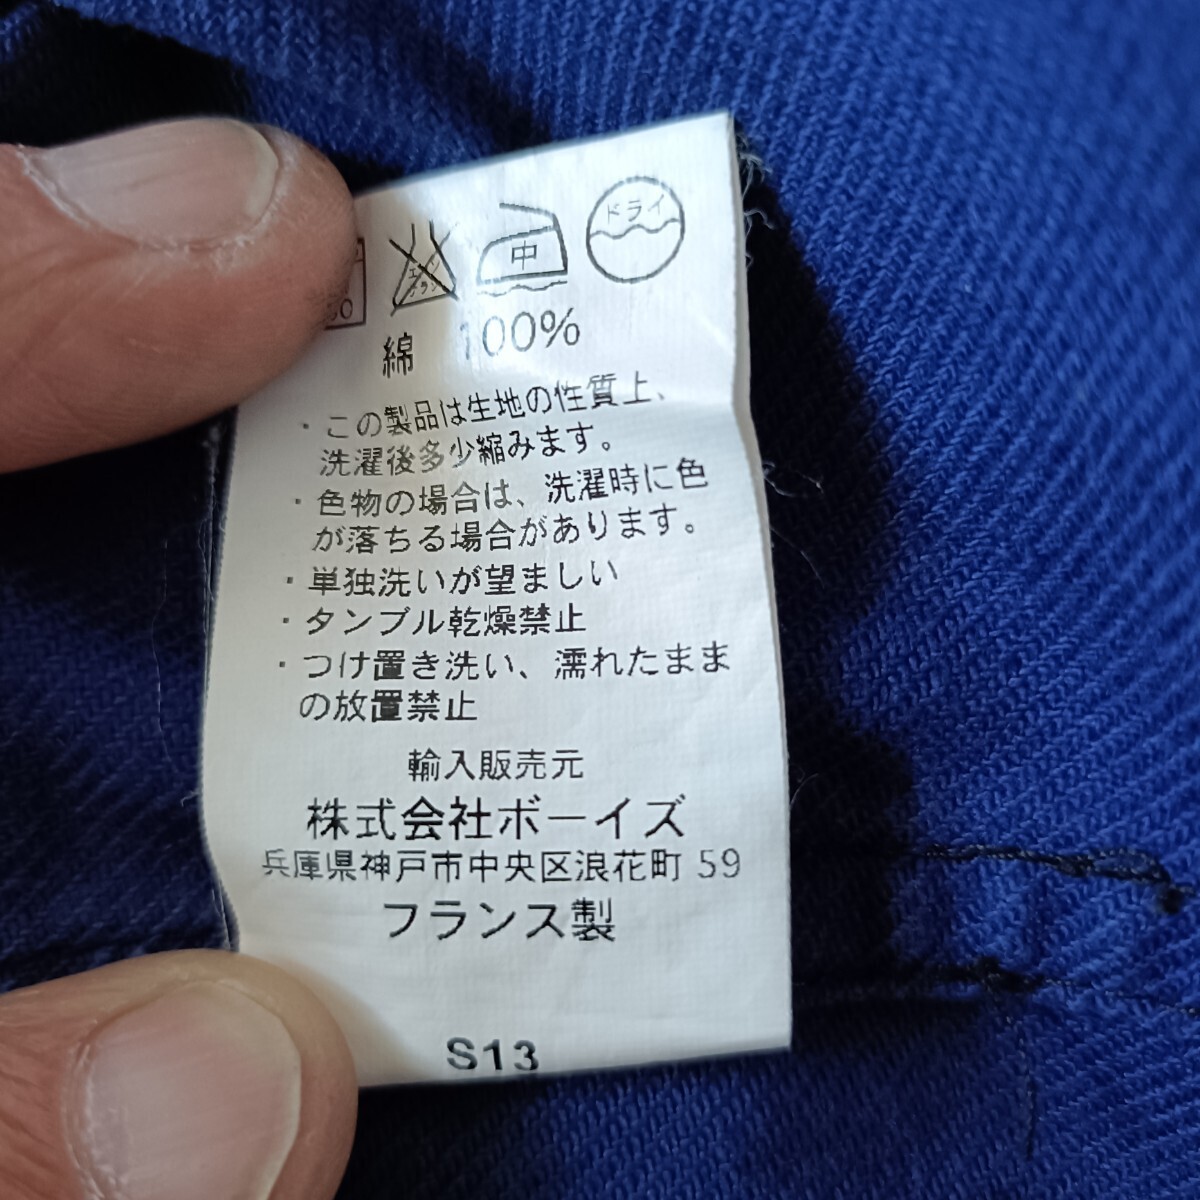 中 ドライ
綿 100%
・この製品は生地の性質上、
洗濯後多少縮みます。
・色物の場合は、洗濯時に色
が落ちる場合があります。
・単独洗いが望ましい
・タンブル乾燥禁止
・つけ置き洗い、濡れたまま
の放置禁止
輸入販売元
株式会社ボーイズ
兵庫県神戸市中央区浪花町 59
フランス製
S13